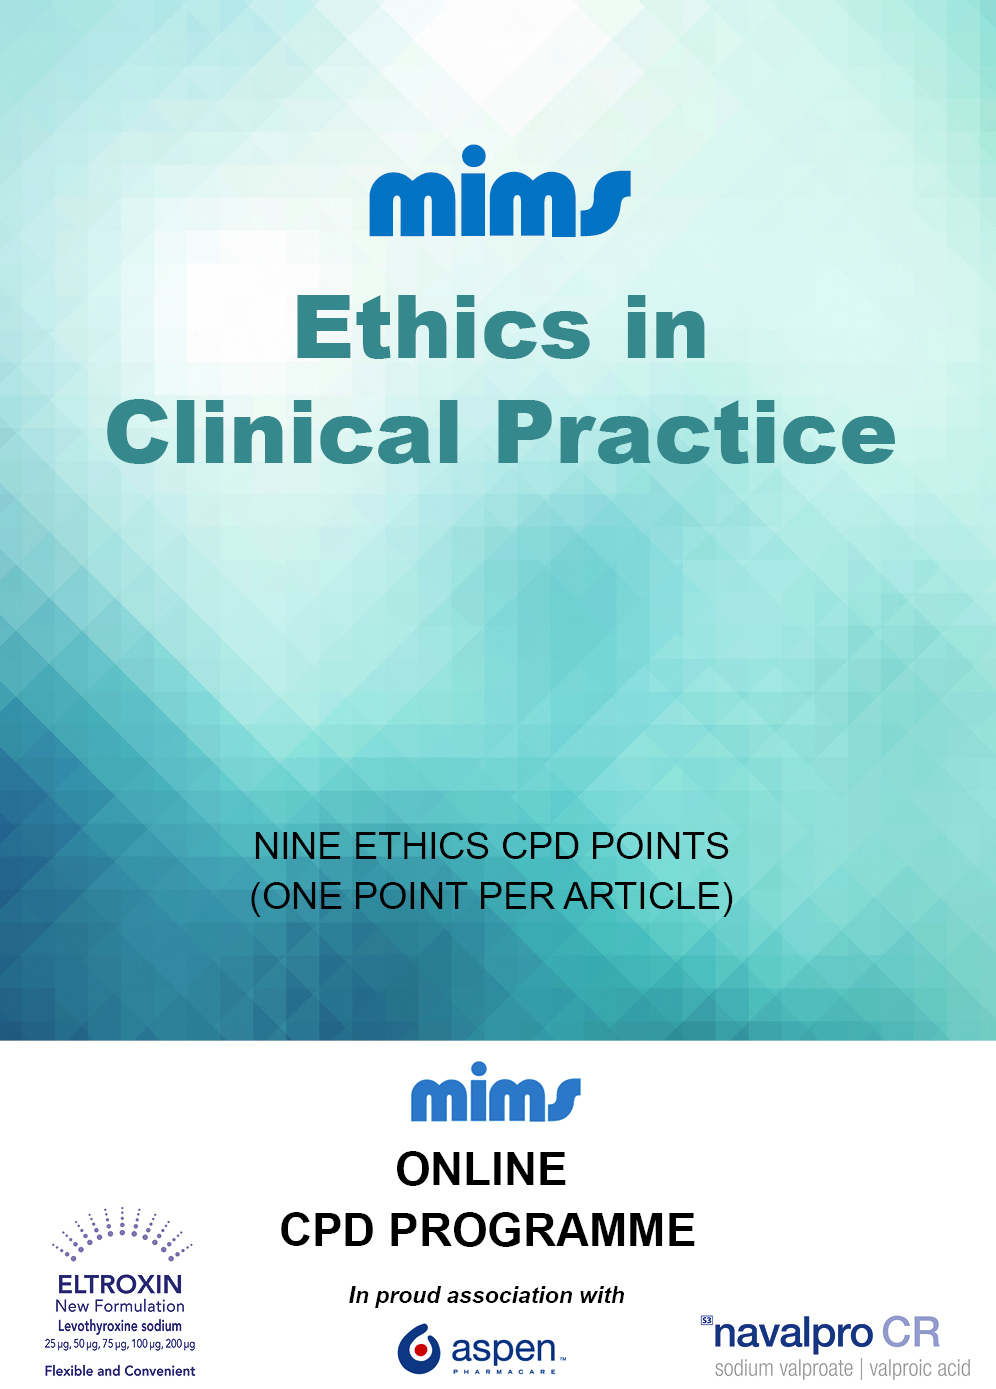 mims
Ethics in
Clinical Practice
NINE ETHICS CPD POINTS
(ONE POINT PER ARTICLE)
mims
ONLINE
CPD PROGRAMME
In proud association with
ELTROXIN
New Formulation
Levothyroxine sodium
25 µg, 50 µg, 75 µg, 100 µg, 200 µg
Flexible and Convenient
aspen™
PHARMACARE
S3 navalpro CR
sodium valproate | valproic acid